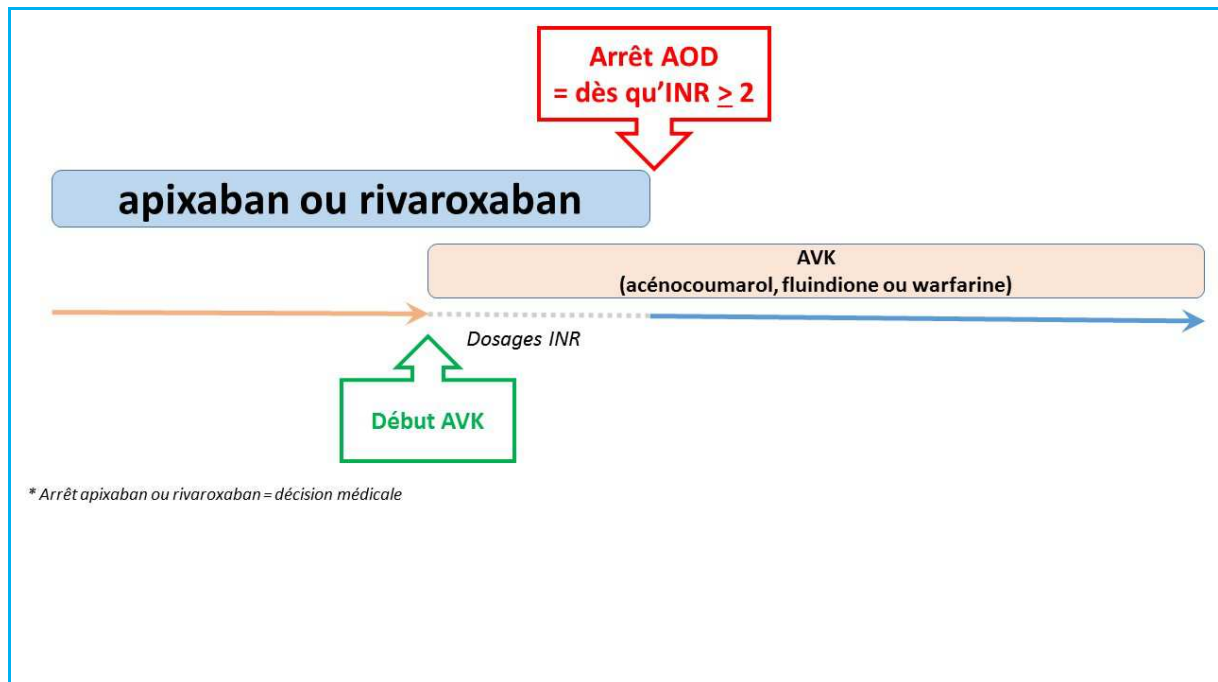 Arrêt AOD
= dès qu'INR ≥ 2
apixaban ou rivaroxaban
AVK
(acénocoumarol, fluindione ou warfarine)
Dosages INR
Début AVK
* Arrêt apixaban ou rivaroxaban = décision médicale